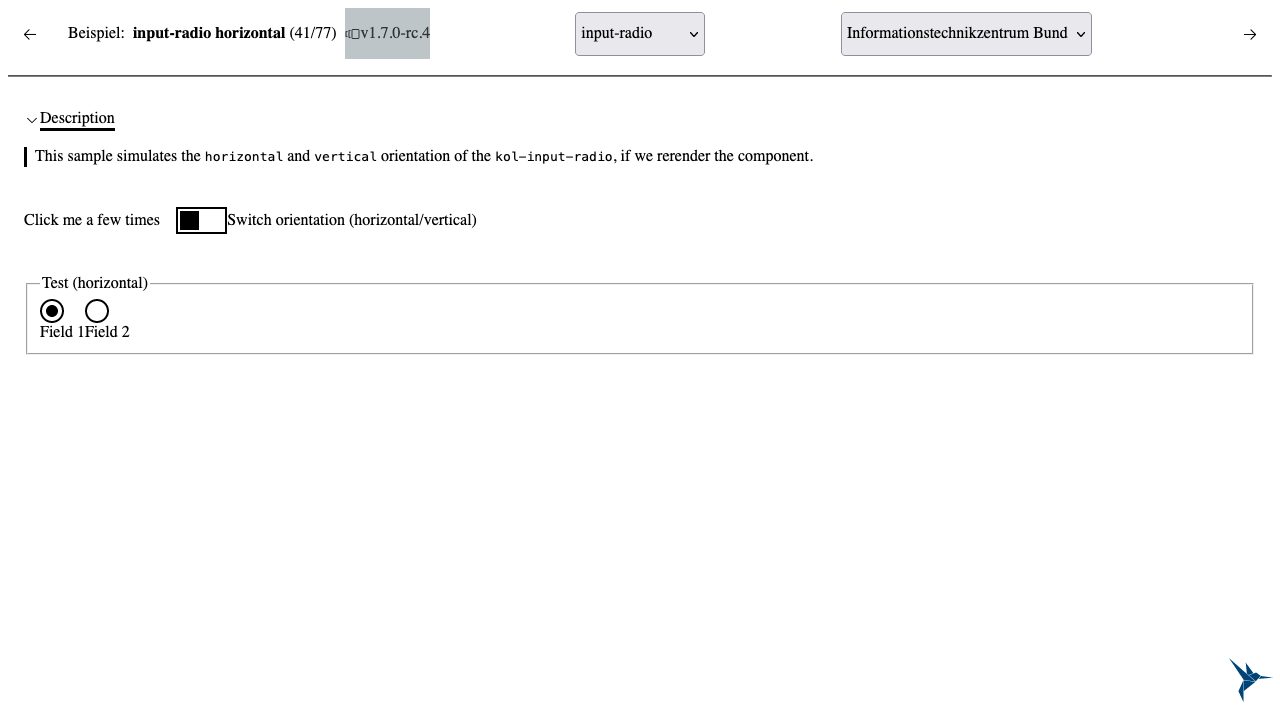 Beispiel: input-radio horizontal (41/77) v1.7.0-rc.4 input-radio Informationstechnikzentrum Bund
Description
This sample simulates the horizontal and vertical orientation of the kol-input-radio, if we rerender the component.
Click me a few times Switch orientation (horizontal/vertical)
Test (horizontal)
Field 1 Field 2